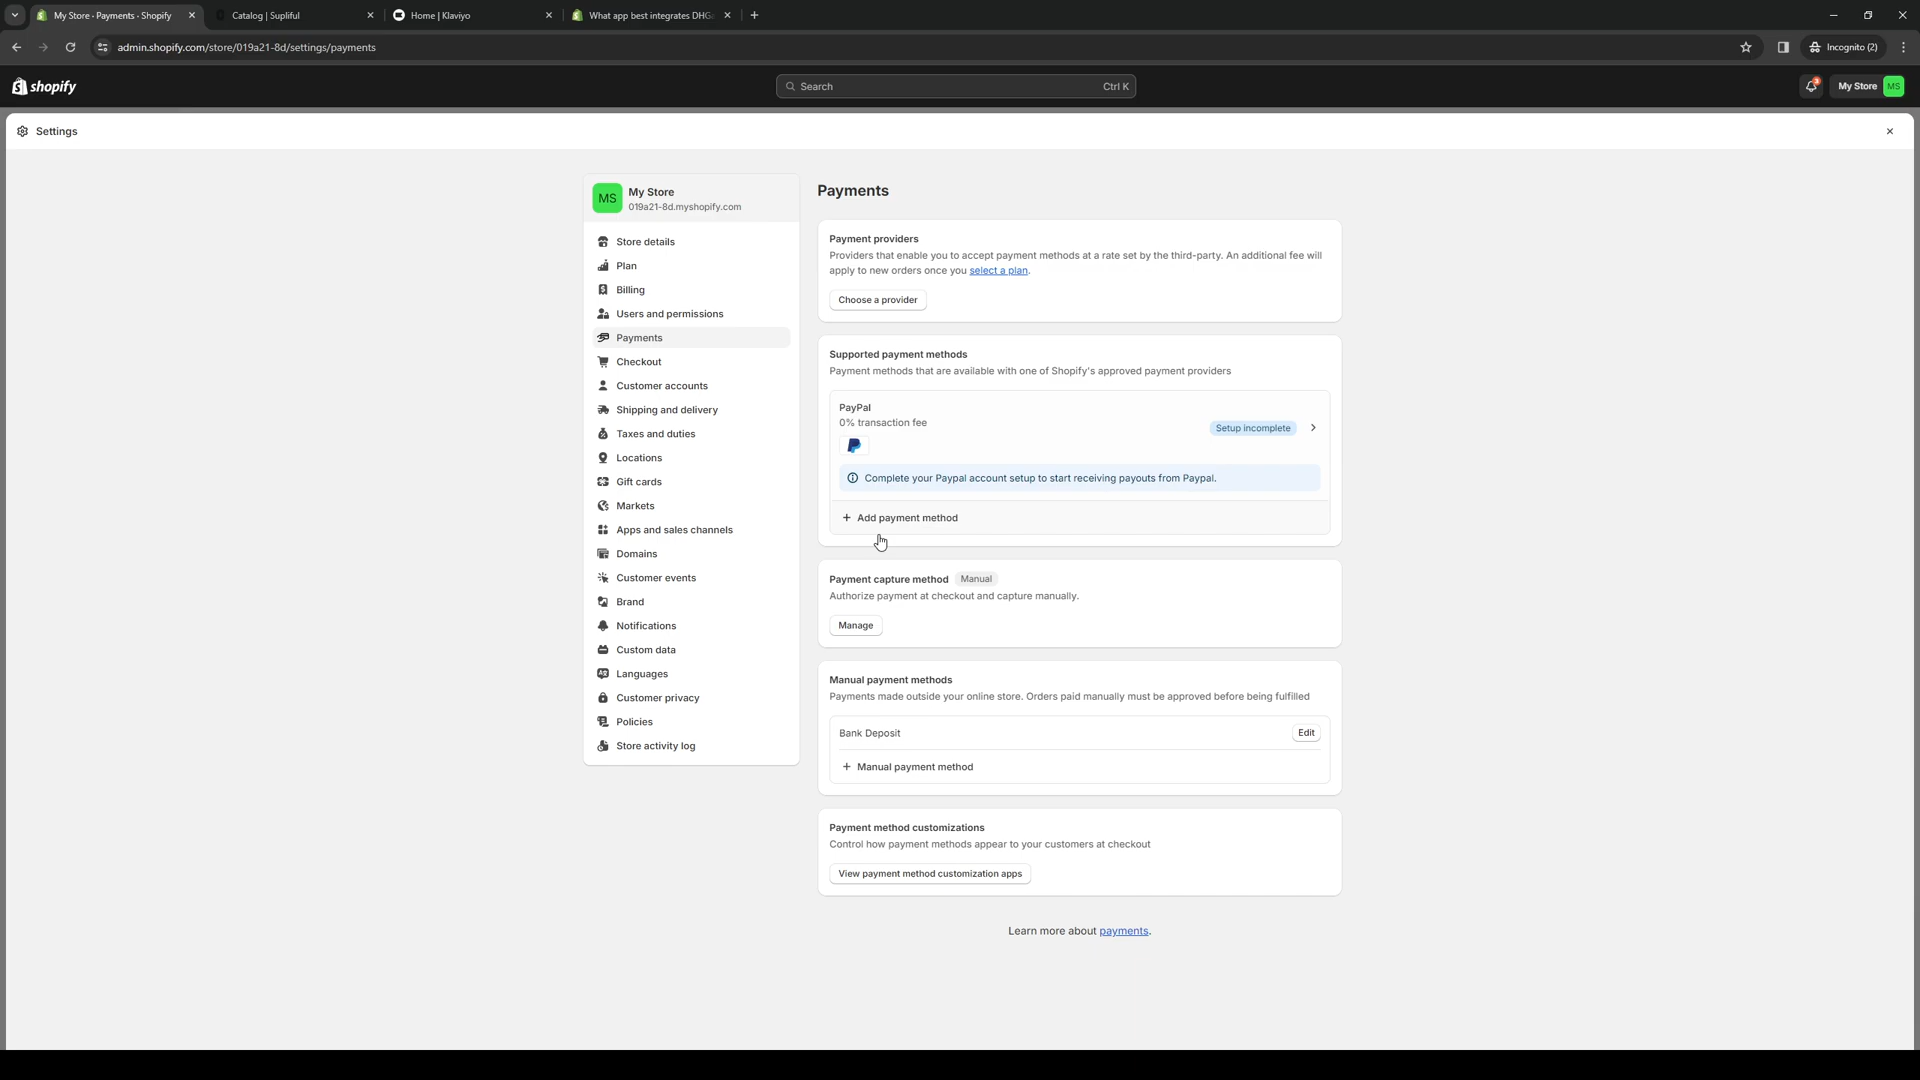 My Store - Payments - Shopify
Catalog | Supliful
Home | Klaviyo
What app best integrates DHG
admin.shopify.com/store/019a21-8d/settings/payments
Incognito (2)
shopify
Search
Ctrl K
3
My Store
MS
Settings
MS
My Store
019a21-8d.myshopify.com
Store details
Plan
Billing
Users and permissions
Payments
Checkout
Customer accounts
Shipping and delivery
Taxes and duties
Locations
Gift cards
Markets
Apps and sales channels
Domains
Customer events
Brand
Notifications
Custom data
Languages
Customer privacy
Policies
Store activity log
Payments
Payment providers
Providers that enable you to accept payment methods at a rate set by the third-party. An additional fee will
apply to new orders once you select a plan.
Choose a provider
Supported payment methods
Payment methods that are available with one of Shopify's approved payment providers
PayPal
0% transaction fee
Setup incomplete
Complete your Paypal account setup to start receiving payouts from Paypal.
+ Add payment method
Payment capture method Manual
Authorize payment at checkout and capture manually.
Manage
Manual payment methods
Payments made outside your online store. Orders paid manually must be approved before being fulfilled
Bank Deposit
Edit
+ Manual payment method
Payment method customizations
Control how payment methods appear to your customers at checkout
View payment method customization apps
Learn more about payments.